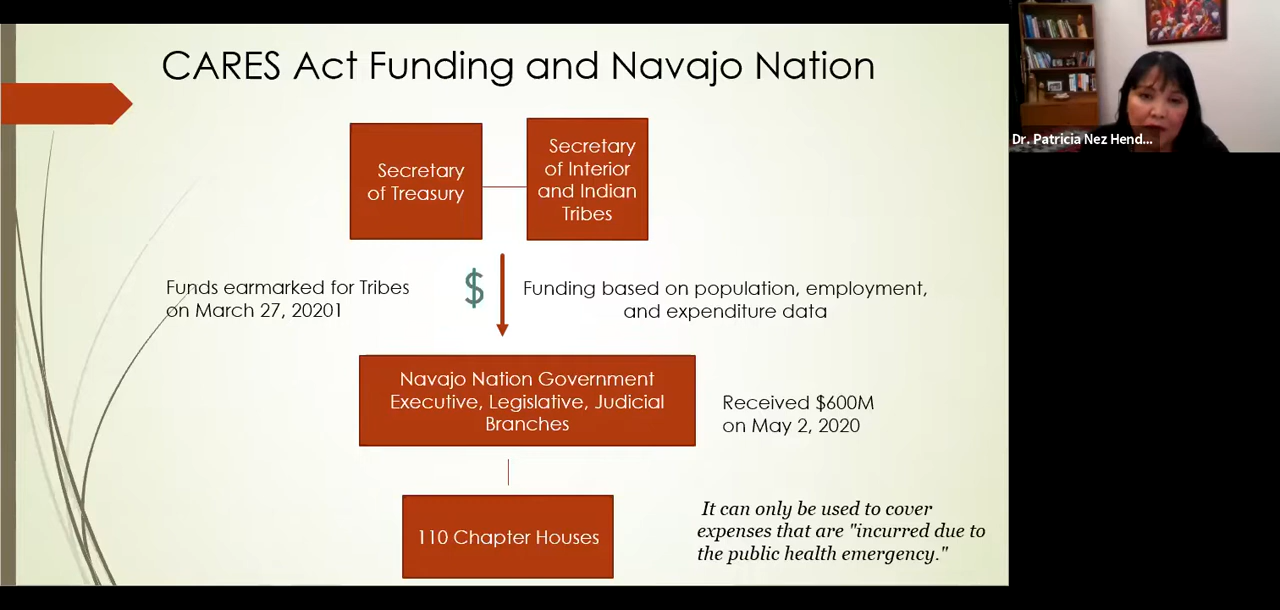 CARES Act Funding and Navajo Nation
Dr. Patricia Nez Hend...
Secretary
of Treasury
Secretary
of Interior
and Indian
Tribes
Funds earmarked for Tribes
on March 27, 20201
$
Funding based on population, employment,
and expenditure data
Navajo Nation Government
Executive, Legislative, Judicial
Branches
Received $600M
on May 2, 2020
110 Chapter Houses
It can only be used to cover
expenses that are "incurred due to
the public health emergency."